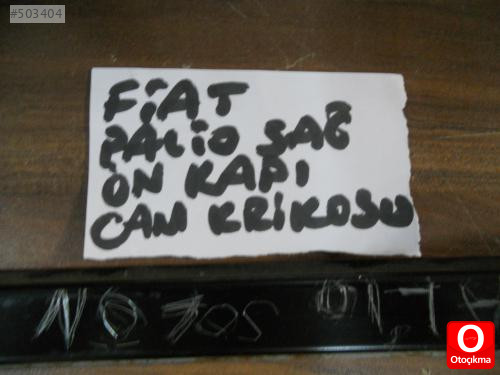 #503404
FİAT
PALİO SAĞ
ÖN KAPI
CAM KRİKOSU
Otoçıkma